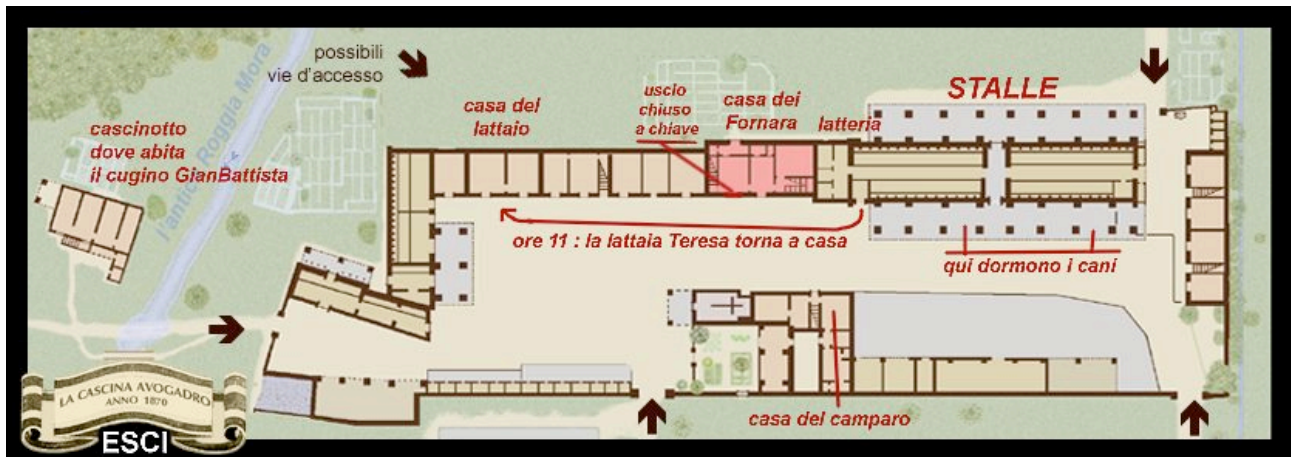 possibili
vie d'accesso
l'antica Roggia Mora
cascinotto
dove abita
il cugino GianBattista
casa del
lattaio
uscio
chiuso
a chiave
casa dei
Fornara
latteria
STALLE
ore 11 : la lattaia Teresa torna a casa
qui dormono i cani
casa del camparo
LA CASCINA AVOGADRO
ANNO 1870
ESCI